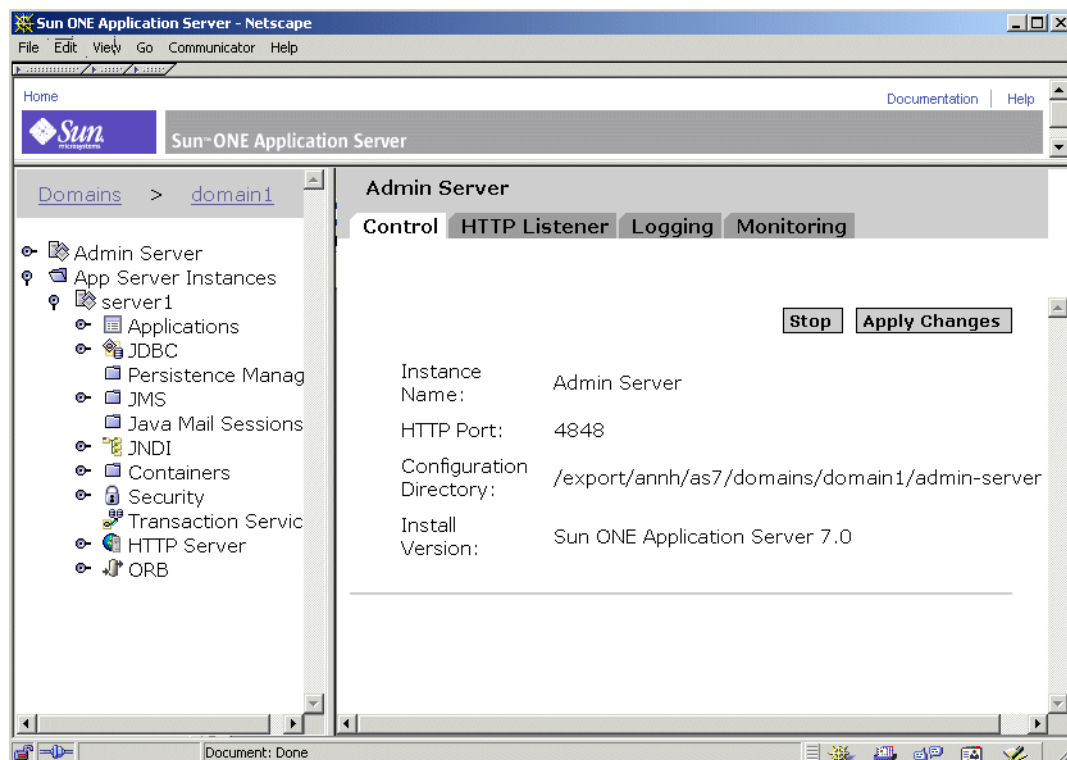 Sun ONE Application Server - Netscape
File Edit View Go Communicator Help
Home
Documentation | Help
Sun
microsystems
Sun™ ONE Application Server
Domains > domain1
Admin Server
App Server Instances
server1
Applications
JDBC
Persistence Manag
JMS
Java Mail Sessions
JNDI
Containers
Security
Transaction Servic
HTTP Server
ORB
Admin Server
Control HTTP Listener Logging Monitoring
Stop Apply Changes
Instance
Name:
Admin Server
HTTP Port: 4848
Configuration
Directory:
/export/annh/as7/domains/domain1/admin-server
Install
Version:
Sun ONE Application Server 7.0
Document: Done